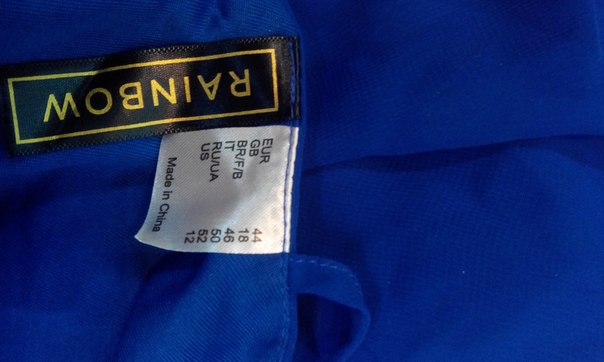 RAINBOW
EUR 44
GB 18
BR/F/B 46
IT 50
RU/UA 52
US 12
Made in China